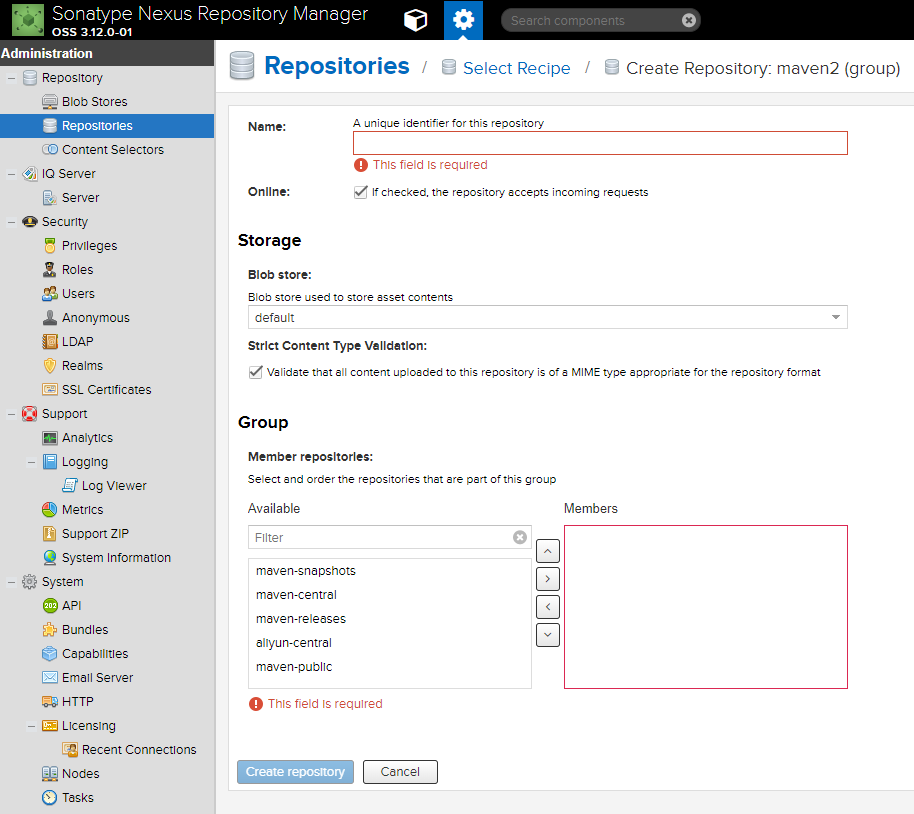 Sonatype Nexus Repository Manager
OSS 3.12.0-01
Search components
Administration
Repository
Blob Stores
Repositories
Content Selectors
IQ Server
Server
Security
Privileges
Roles
Users
Anonymous
LDAP
Realms
SSL Certificates
Support
Analytics
Logging
Log Viewer
Metrics
Support ZIP
System Information
System
API
Bundles
Capabilities
Email Server
HTTP
Licensing
Recent Connections
Nodes
Tasks
Repositories / Select Recipe / Create Repository: maven2 (group)
Name:
A unique identifier for this repository
This field is required
Online:
If checked, the repository accepts incoming requests
Storage
Blob store:
Blob store used to store asset contents
default
Strict Content Type Validation:
Validate that all content uploaded to this repository is of a MIME type appropriate for the repository format
Group
Member repositories:
Select and order the repositories that are part of this group
Available
Members
Filter
maven-snapshots
maven-central
maven-releases
aliyun-central
maven-public
This field is required
Create repository
Cancel